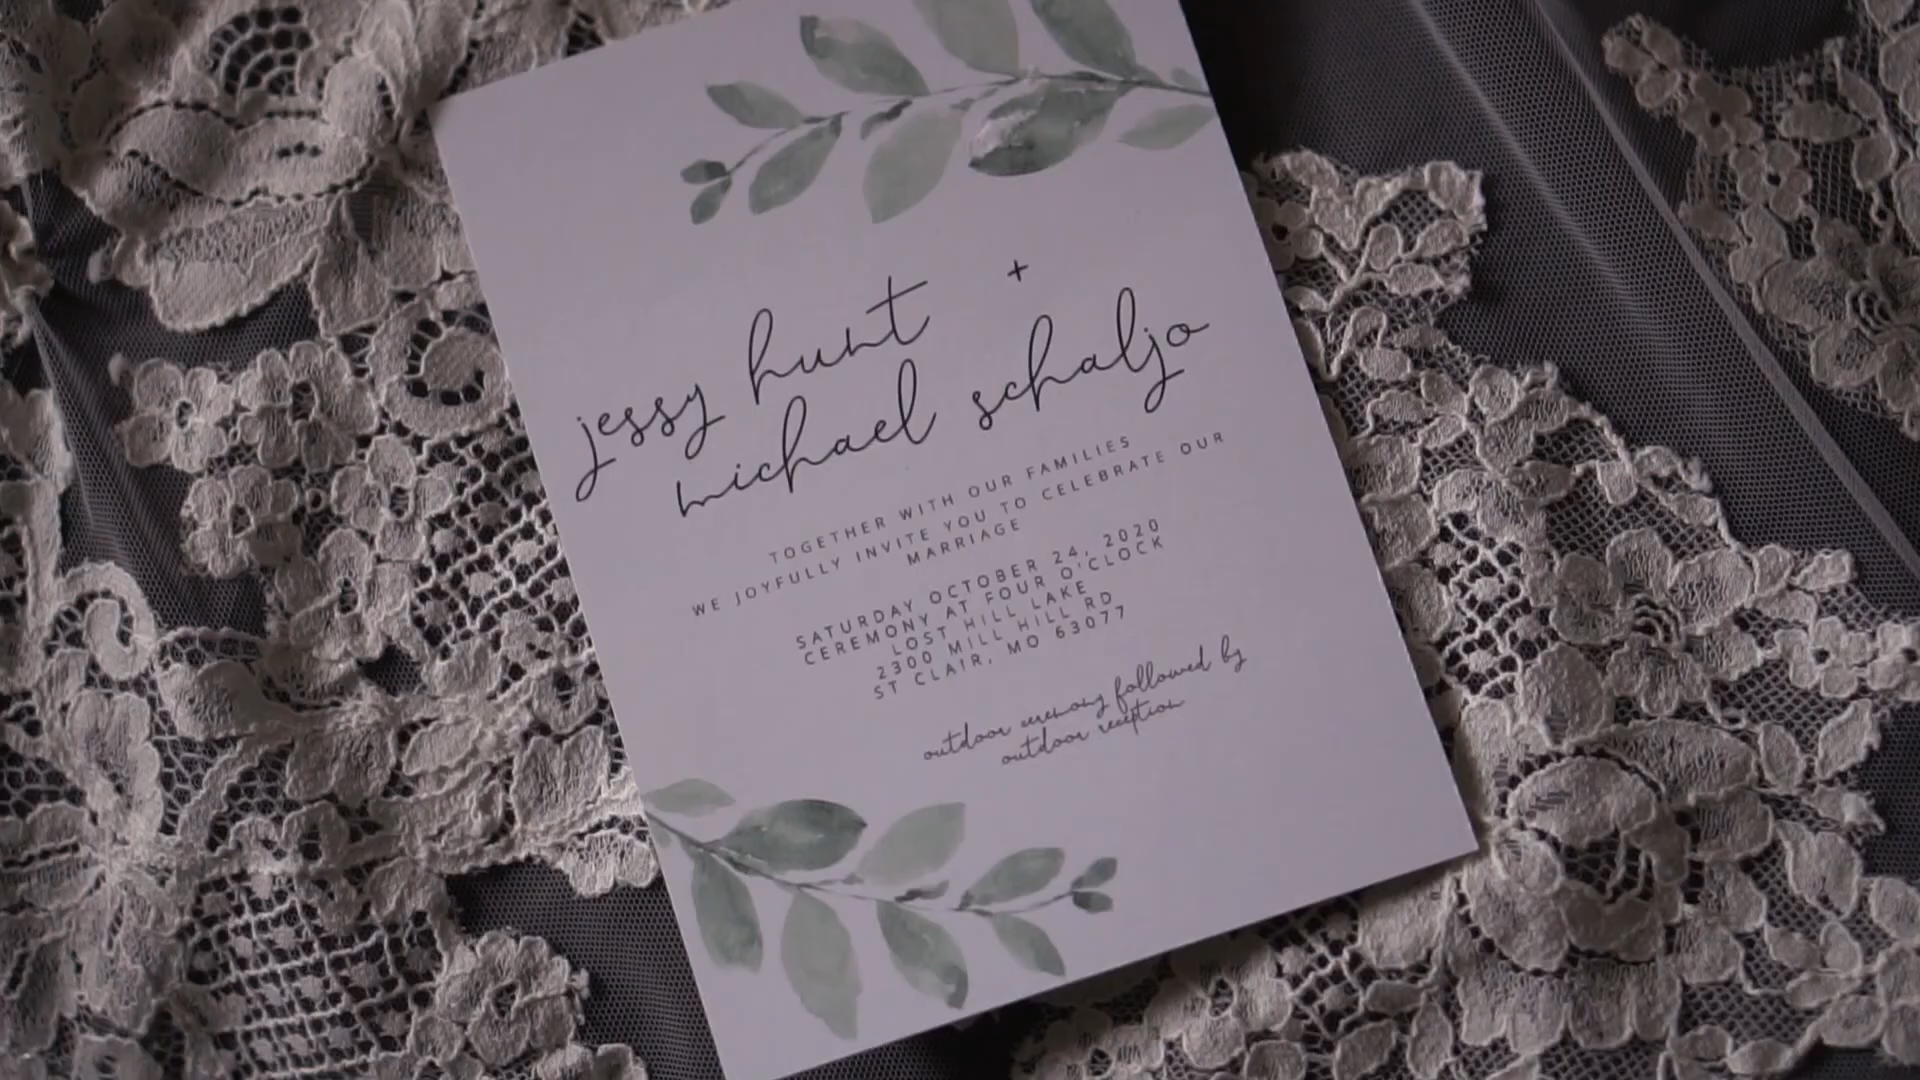 jessy hunt +
michael schaljo
TOGETHER WITH OUR FAMILIES
WE JOYFULLY INVITE YOU TO CELEBRATE OUR
MARRIAGE
SATURDAY OCTOBER 24, 2020
CEREMONY AT FOUR O'CLOCK
LOST HILL LAKE
2300 MILL HILL RD
ST CLAIR, MO 63077
outdoor ceremony followed by
outdoor reception